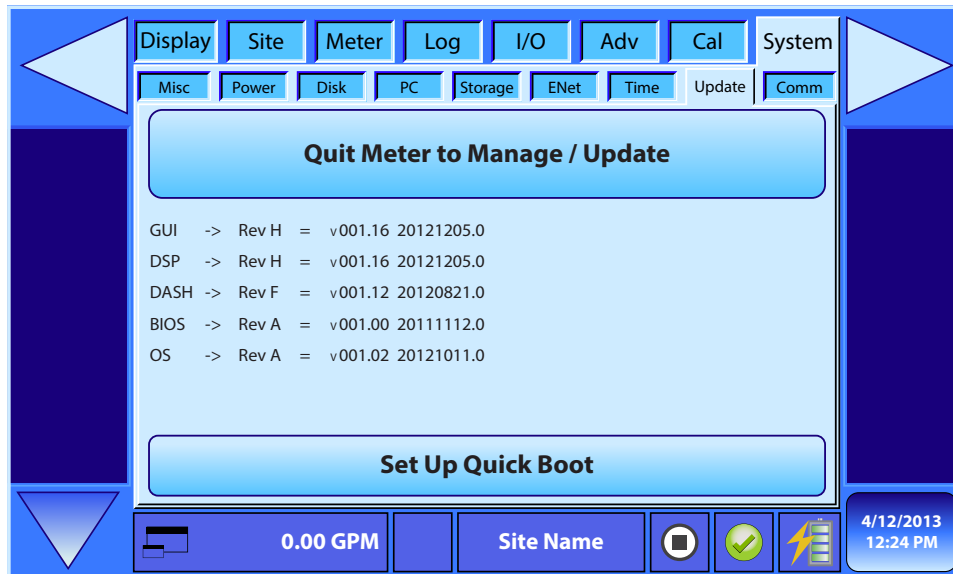 Display Site Meter Log I/O Adv Cal System
Misc Power Disk PC Storage ENet Time Update Comm
Quit Meter to Manage / Update
GUI -> Rev H = v001.16 20121205.0
DSP -> Rev H = v001.16 20121205.0
DASH -> Rev F = v001.12 20120821.0
BIOS -> Rev A = v001.00 20111112.0
OS -> Rev A = v001.02 20121011.0
Set Up Quick Boot
0.00 GPM Site Name
4/12/2013
12:24 PM